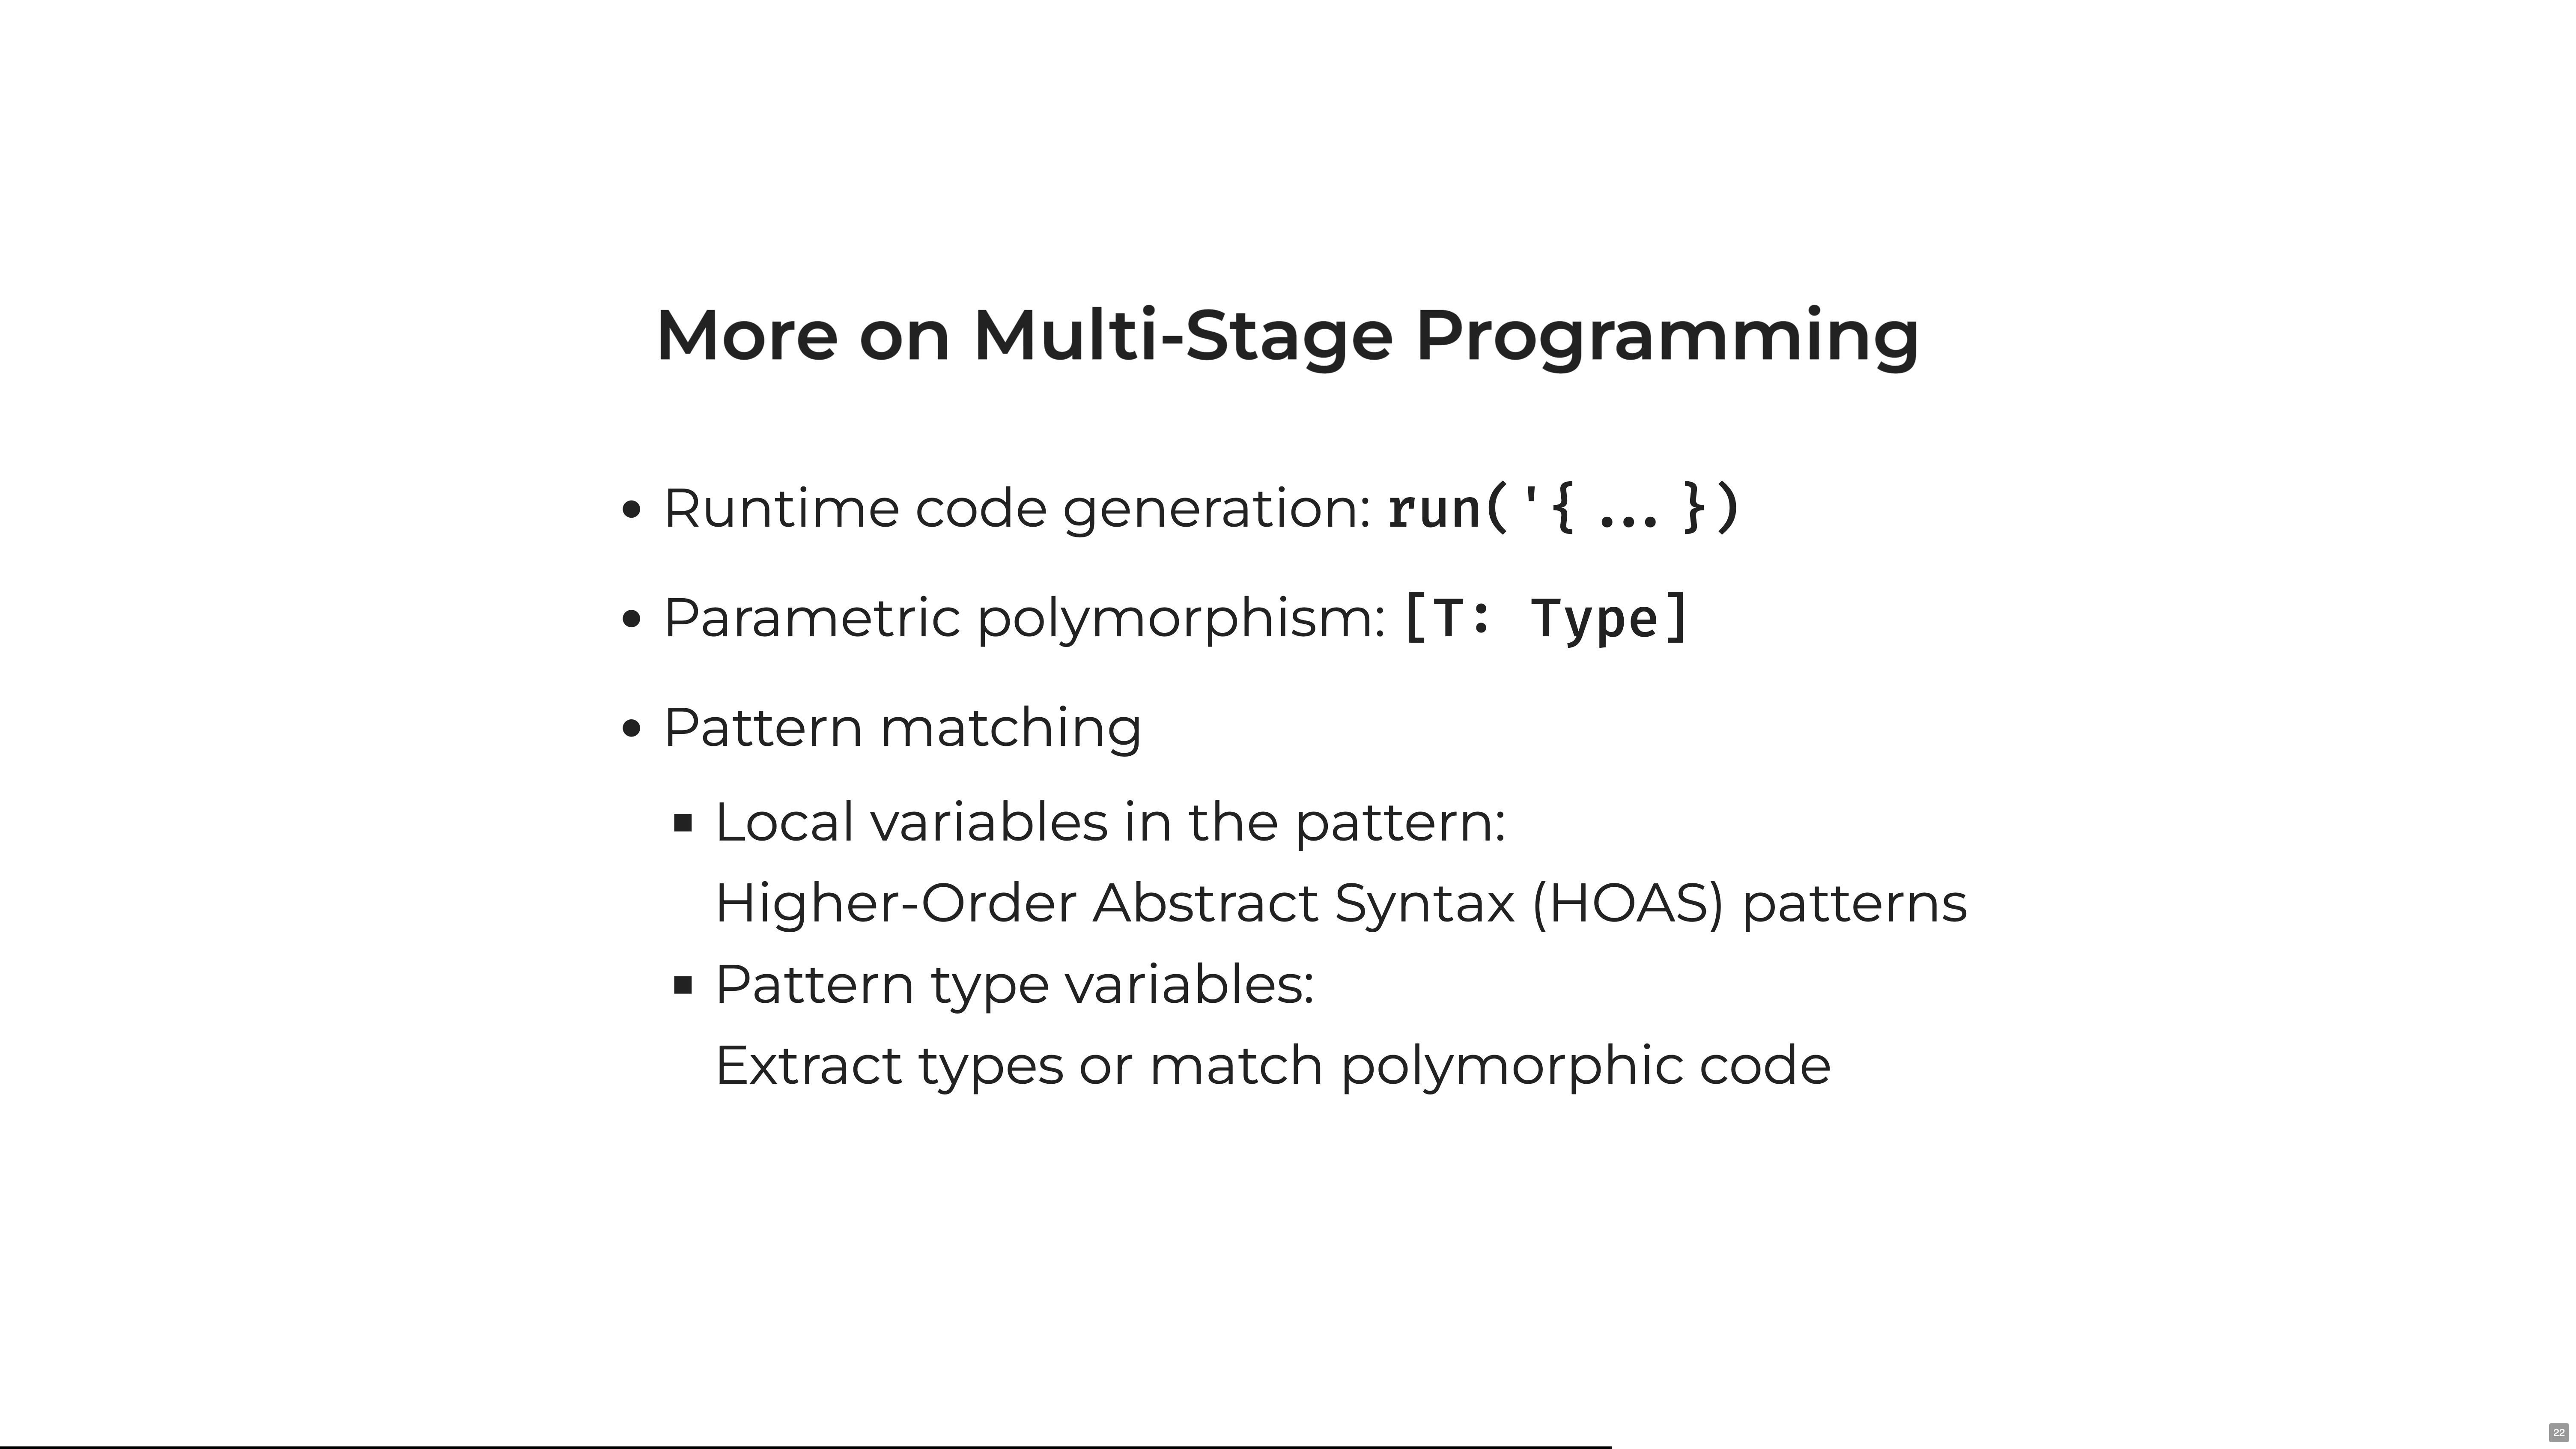 More on Multi-Stage Programming
• Runtime code generation: run('{ … })
• Parametric polymorphism: [T: Type]
• Pattern matching
▪ Local variables in the pattern:
Higher-Order Abstract Syntax (HOAS) patterns
▪ Pattern type variables:
Extract types or match polymorphic code
22